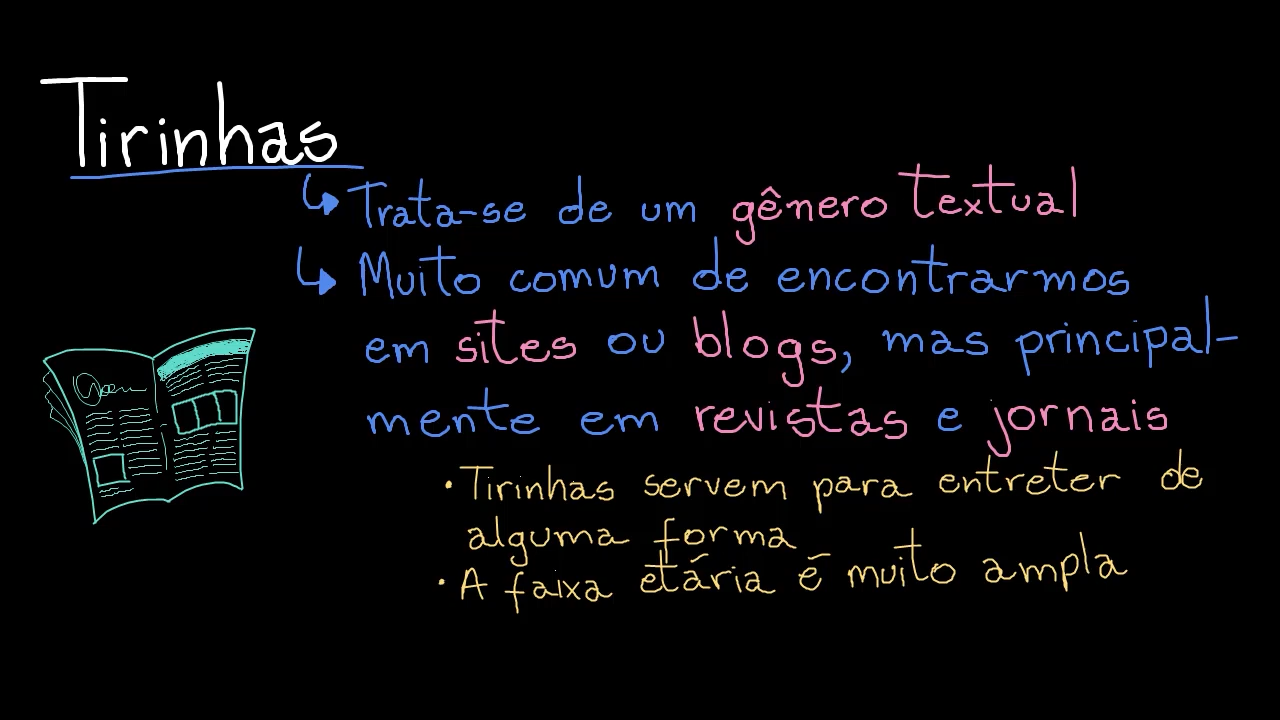 Tirinhas
↳ Trata-se de um gênero textual
↳ Muito comum de encontrarmos
em sites ou blogs, mas principal-
mente em revistas e jornais
• Tirinhas servem para entreter de
alguma forma
• A faixa etária é muito ampla